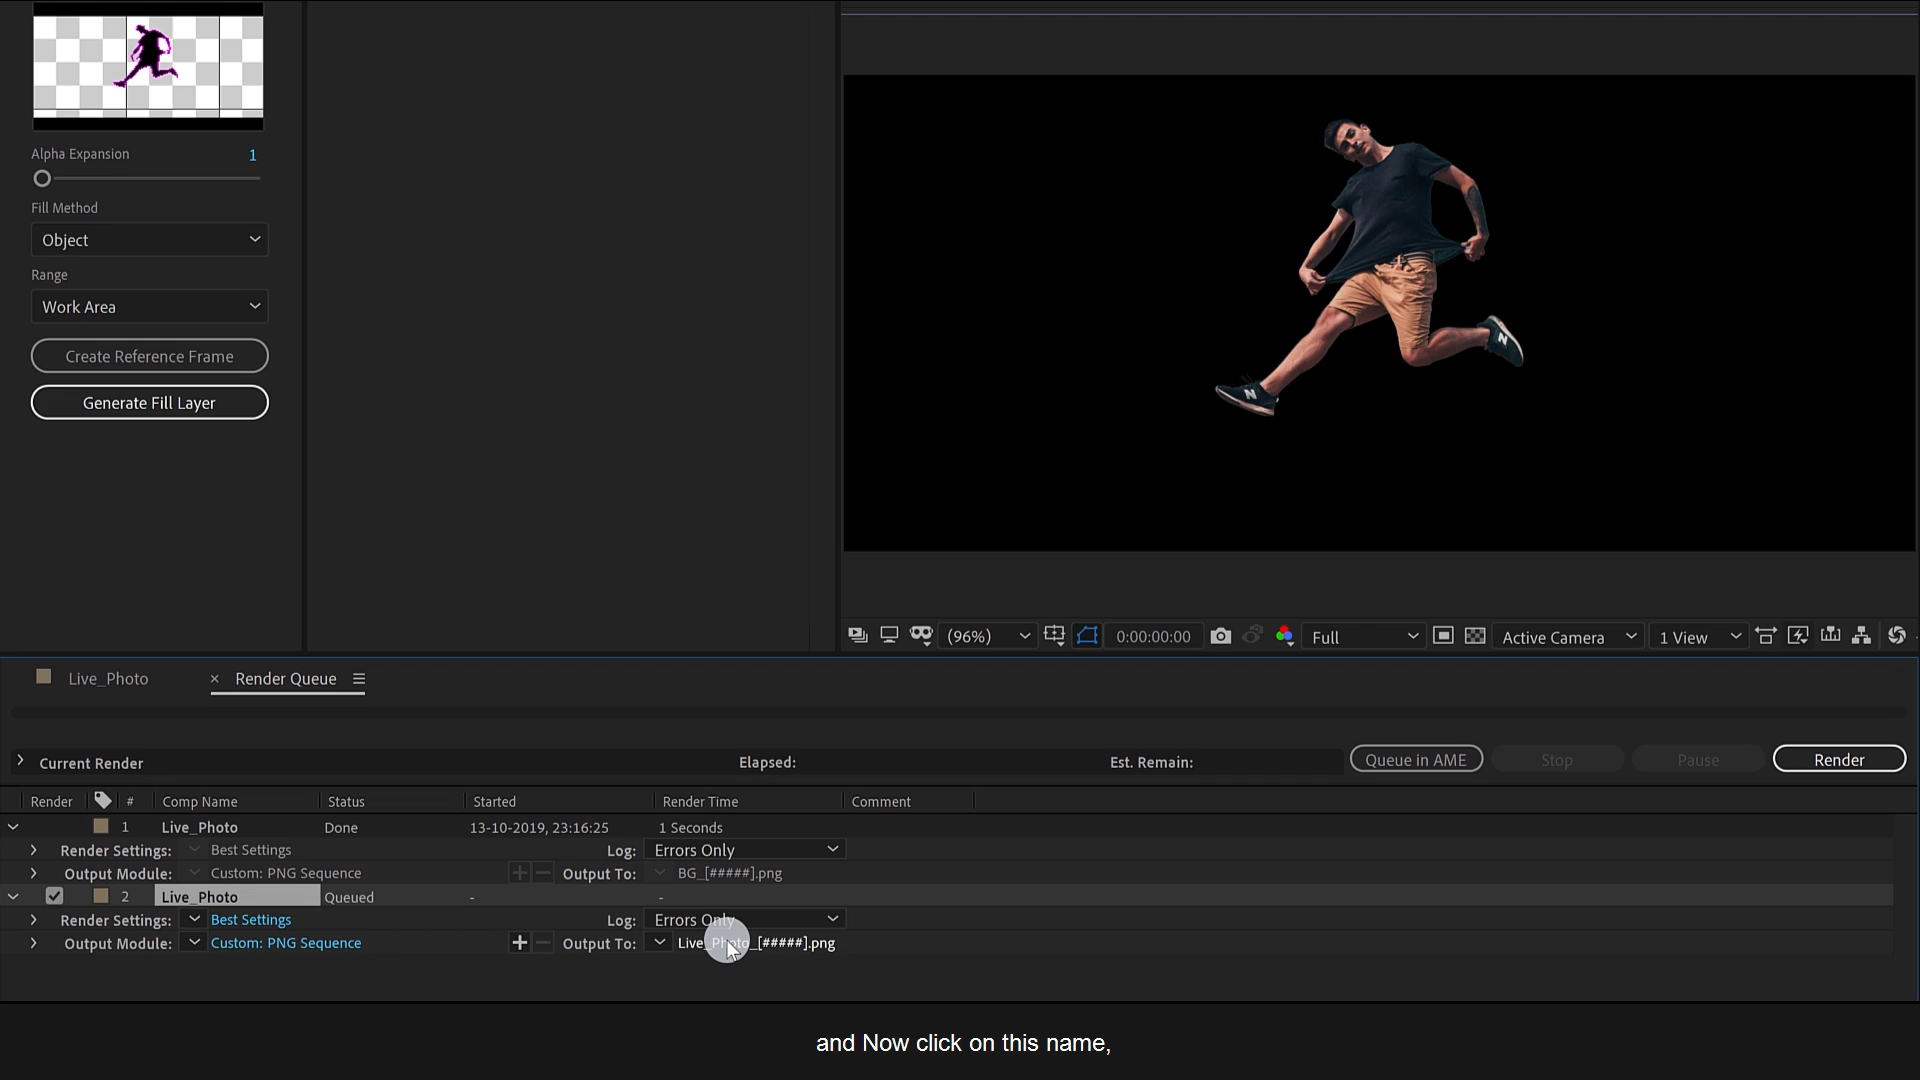 Alpha Expansion 1
Fill Method
Object
Range
Work Area
Create Reference Frame
Generate Fill Layer
N
N
(96%) 0:00:00:00 Full Active Camera 1 View
Live_Photo × Render Queue
Current Render Elapsed: Est. Remain: Queue in AME Stop Pause Render
Render # Comp Name Status Started Render Time Comment
1 Live_Photo Done 13-10-2019, 23:16:25 1 Seconds
Render Settings: Best Settings Log: Errors Only
Output Module: Custom: PNG Sequence Output To: BG_[#####].png
2 Live_Photo Queued - -
Render Settings: Best Settings Log: Errors Only
Output Module: Custom: PNG Sequence + Output To: Live_Photo_[#####].png
and Now click on this name,